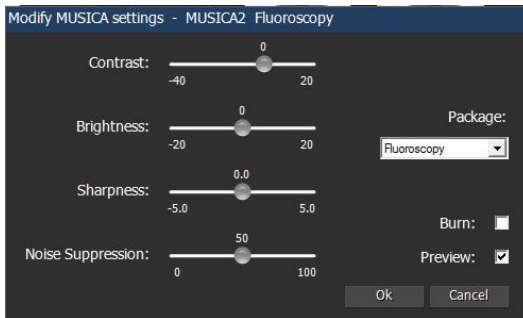 Modify MUSICA settings - MUSICA2 Fluoroscopy
Contrast:
0
-40 20
Brightness:
0
-20 20
Package:
Fluoroscopy
Sharpness:
0.0
-5.0 5.0
Burn:
Noise Suppression:
50
0 100
Preview:
Ok Cancel